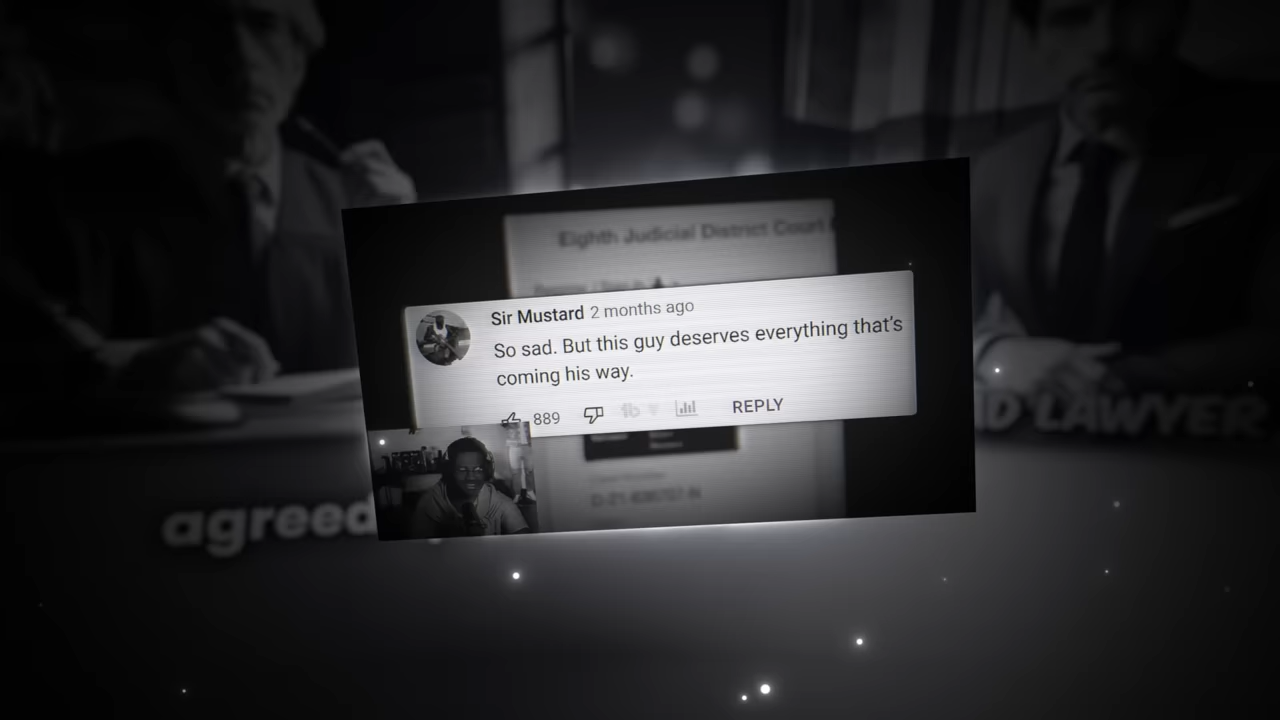 Eighth Judicial District Court
Sir Mustard 2 months ago
So sad. But this guy deserves everything that's
coming his way.
889
REPLY
LAWYER
agreed